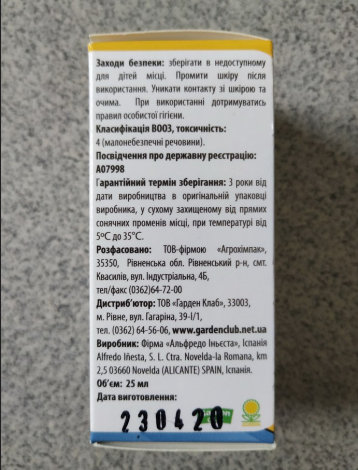 Заходи безпеки: зберігати в недоступному
для дітей місці. Промити шкіру після
використання. Уникати контакту зі шкірою та
очима. При використанні дотримуватись
правил особистої гігієни.
Класифікація ВООЗ, токсичність:
4 (малонебезпечні речовини).
Посвідчення про державну реєстрацію:
А07998
Гарантійний термін зберігання: 3 роки від
дати виробництва в оригінальній упаковці
виробника, у сухому захищеному від прямих
сонячних променів місці, при температурі від
5°С до 35°С.
Розфасовано: ТОВ-фірмою «Агрохімпак»,
35350, Рівненська обл. Рівненський р-н, смт.
Квасилів, вул. Індустріальна, 4Б,
тел/факс (0362)64-72-00
Дистриб'ютор: ТОВ «Гарден Клаб», 33003,
м. Рівне, вул. Гагаріна, 39-І/1,
тел. (0362) 64-56-06, www.gardenclub.net.ua
Виробник: Фірма «Альфредо Іньєста», Іспанія
Alfredo Iñesta, S. L. Ctra. Novelda-la Romana, km
2,5 03660 Novelda (ALICANTE) SPAIN, Іспанія.
Об'єм: 25 мл
Дата виготовлення:
230420